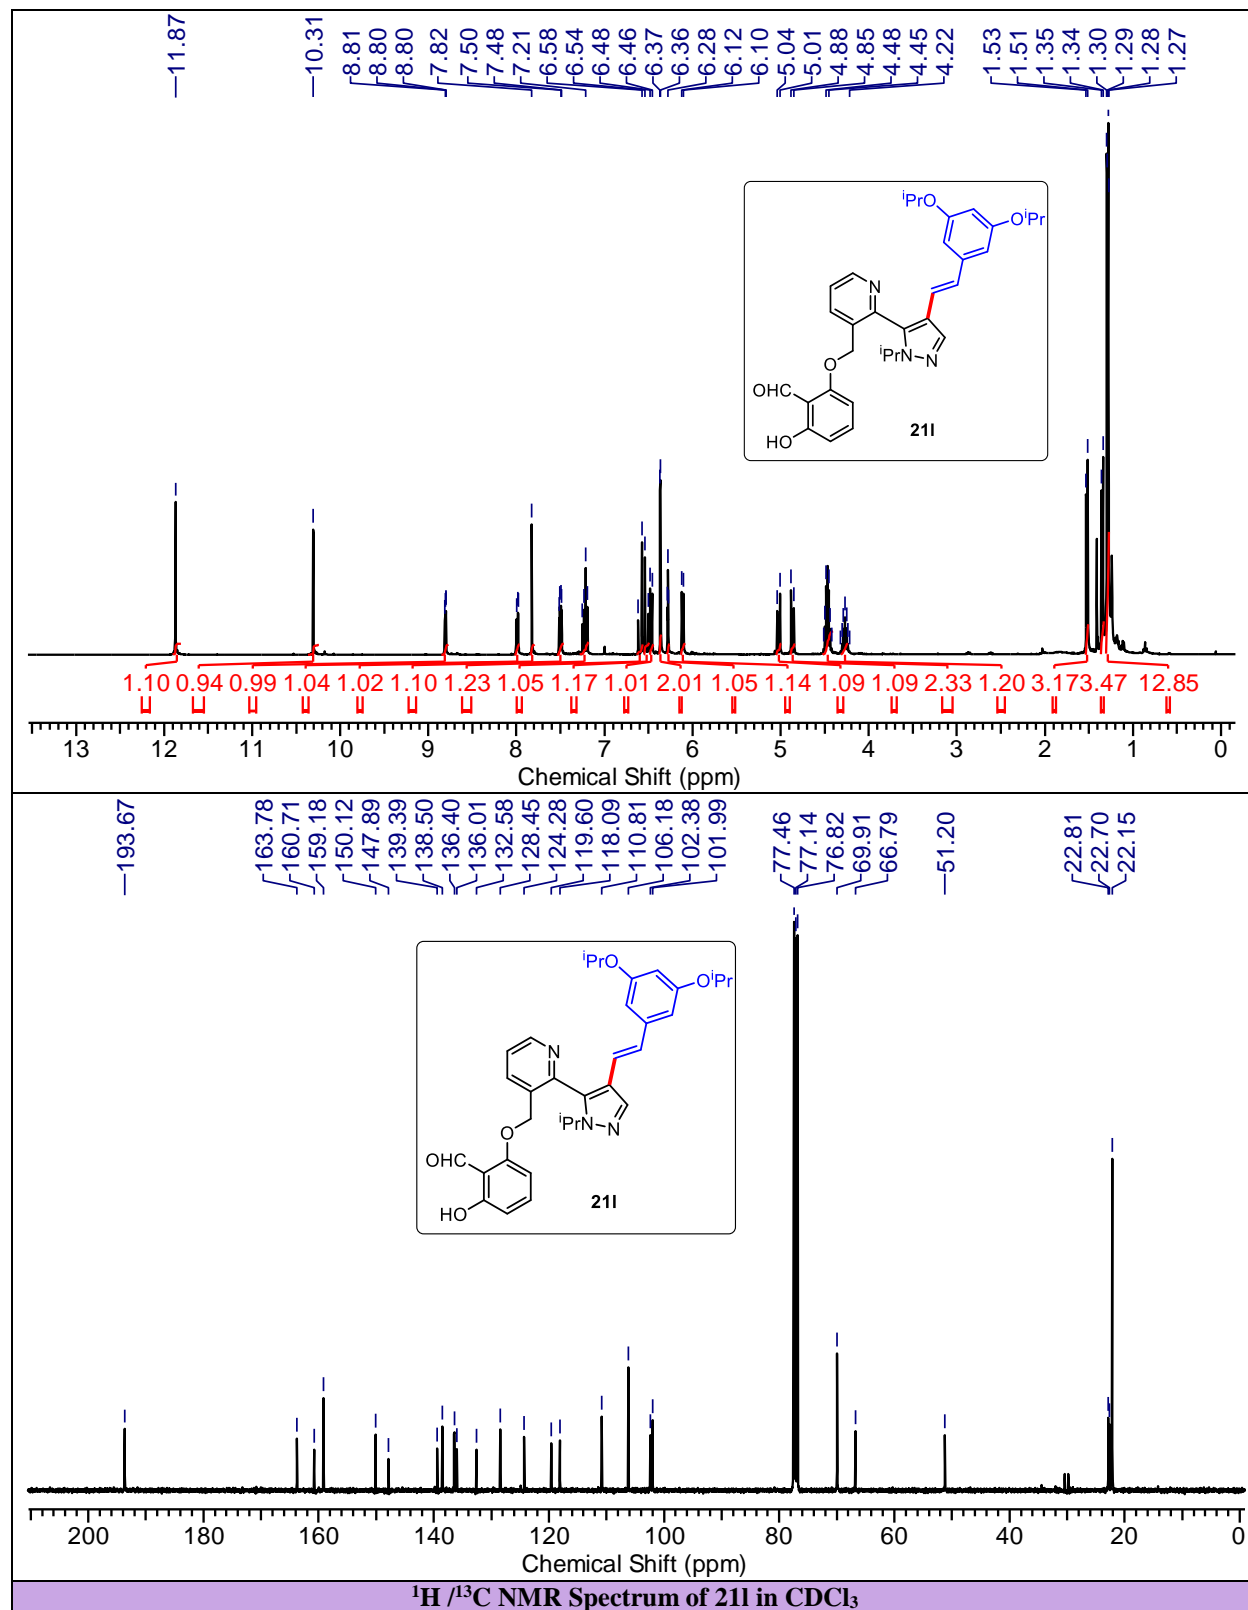 11.87
10.31
8.81
8.80
8.80
7.82
7.50
7.48
7.21
6.58
6.54
6.48
6.46
6.37
6.36
6.28
6.12
6.10
5.04
5.01
4.88
4.85
4.48
4.45
4.22
1.53
1.51
1.35
1.34
1.30
1.29
1.28
1.27
iPrO
OiPr
N
iPr N N
O
OHC
HO
21l
1.10 0.94 0.99 1.04 1.02 1.10 1.23 1.05 1.17 1.01 2.01 1.05 1.14 1.09 1.09 2.33 1.20 3.17 3.47 12.85
13 12 11 10 9 8 7 6 5 4 3 2 1 0
Chemical Shift (ppm)
193.67
163.78
160.71
159.18
150.12
147.89
139.39
138.50
136.40
136.01
132.58
128.45
124.28
119.60
118.09
110.81
106.18
102.38
101.99
77.46
77.14
76.82
69.91
66.79
51.20
22.81
22.70
22.15
iPrO
OiPr
N
iPr N N
O
OHC
HO
21l
200 180 160 140 120 100 80 60 40 20 0
Chemical Shift (ppm)
¹H /¹³C NMR Spectrum of 21l in CDCl₃